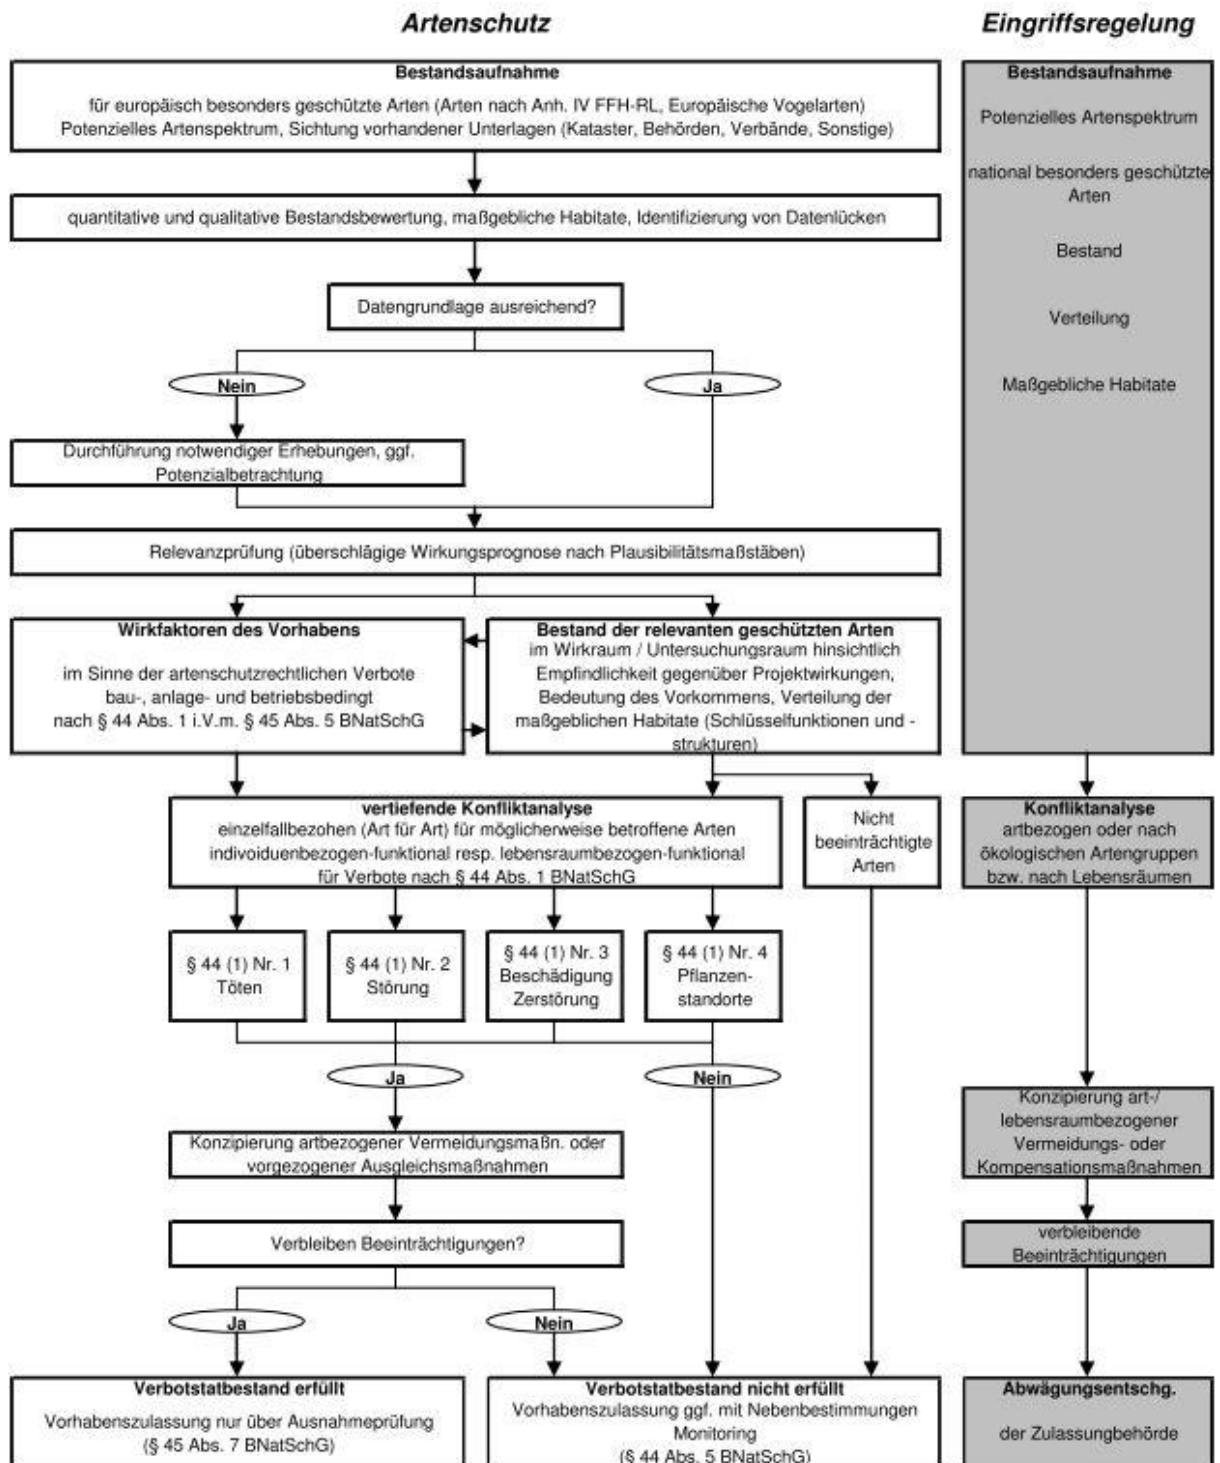 Artenschutz
Eingriffsregelung
Bestandsaufnahme
für europäisch besonders geschützte Arten (Arten nach Anh. IV FFH-RL, Europäische Vogelarten)
Potenzielles Artenspektrum, Sichtung vorhandener Unterlagen (Kataster, Behörden, Verbände, Sonstige)
quantitative und qualitative Bestandsbewertung, maßgebliche Habitate, Identifizierung von Datenlücken
Datengrundlage ausreichend?
Nein
Ja
Durchführung notwendiger Erhebungen, ggf.
Potenzialbetrachtung
Relevanzprüfung (überschlägige Wirkungsprognose nach Plausibilitätsmaßstäben)
Wirkfaktoren des Vorhabens
im Sinne der artenschutzrechtlichen Verbote
bau-, anlage- und betriebsbedingt
nach § 44 Abs. 1 i.V.m. § 45 Abs. 5 BNatSchG
Bestand der relevanten geschützten Arten
im Wirkraum / Untersuchungsraum hinsichtlich
Empfindlichkeit gegenüber Projektwirkungen,
Bedeutung des Vorkommens, Verteilung der
maßgeblichen Habitate (Schlüsselfunktionen und -
strukturen)
vertiefende Konfliktanalyse
einzelfallbezohen (Art für Art) für möglicherweise betroffene Arten
indivoiduenbezogen-funktional resp. lebensraumbezogen-funktional
für Verbote nach § 44 Abs. 1 BNatSchG
Nicht
beeinträchtigte
Arten
§ 44 (1) Nr. 1
Töten
§ 44 (1) Nr. 2
Störung
§ 44 (1) Nr. 3
Beschädigung
Zerstörung
§ 44 (1) Nr. 4
Pflanzen-
standorte
Ja
Nein
Konzipierung artbezogener Vermeidungsmaßn. oder
vorgezogener Ausgleichsmaßnahmen
Verbleiben Beeinträchtigungen?
Ja
Nein
Verbotstatbestand erfüllt
Vorhabenszulassung nur über Ausnahmeprüfung
(§ 45 Abs. 7 BNatSchG)
Verbotstatbestand nicht erfüllt
Vorhabenszulassung ggf. mit Nebenbestimmungen
Monitoring
(§ 44 Abs. 5 BNatSchG)
Bestandsaufnahme
Potenzielles Artenspektrum
national besonders geschützte
Arten
Bestand
Verteilung
Maßgebliche Habitate
Konfliktanalyse
artbezogen oder nach
ökologischen Artengruppen
bzw. nach Lebensräumen
Konzipierung art-/
lebensraumbezogener
Vermeidungs- oder
Kompensationsmaßnahmen
verbleibende
Beeinträchtigungen
Abwägungsentschg.
der Zulassungbehörde